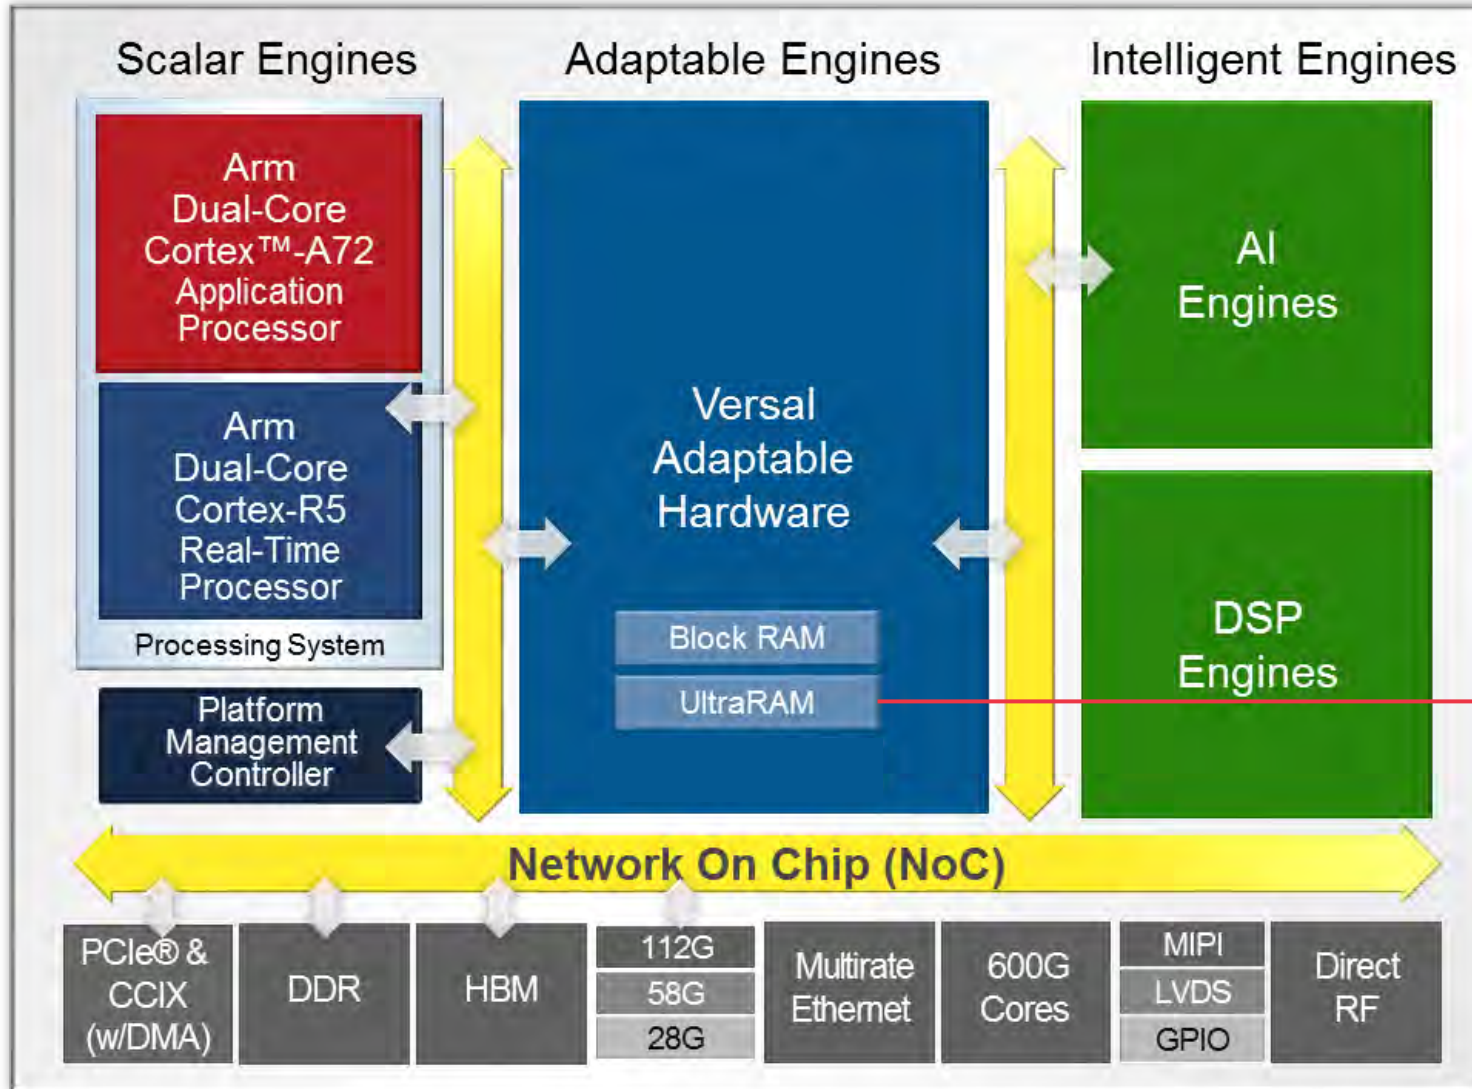 Scalar Engines
Adaptable Engines
Intelligent Engines
Arm
Dual-Core
Cortex™-A72
Application
Processor
Arm
Dual-Core
Cortex-R5
Real-Time
Processor
Processing System
Platform
Management
Controller
Versal
Adaptable
Hardware
Block RAM
UltraRAM
AI
Engines
DSP
Engines
Network On Chip (NoC)
PCIe® &
CCIX
(w/DMA)
DDR
HBM
112G
58G
28G
Multirate
Ethernet
600G
Cores
MIPI
LVDS
GPIO
Direct
RF